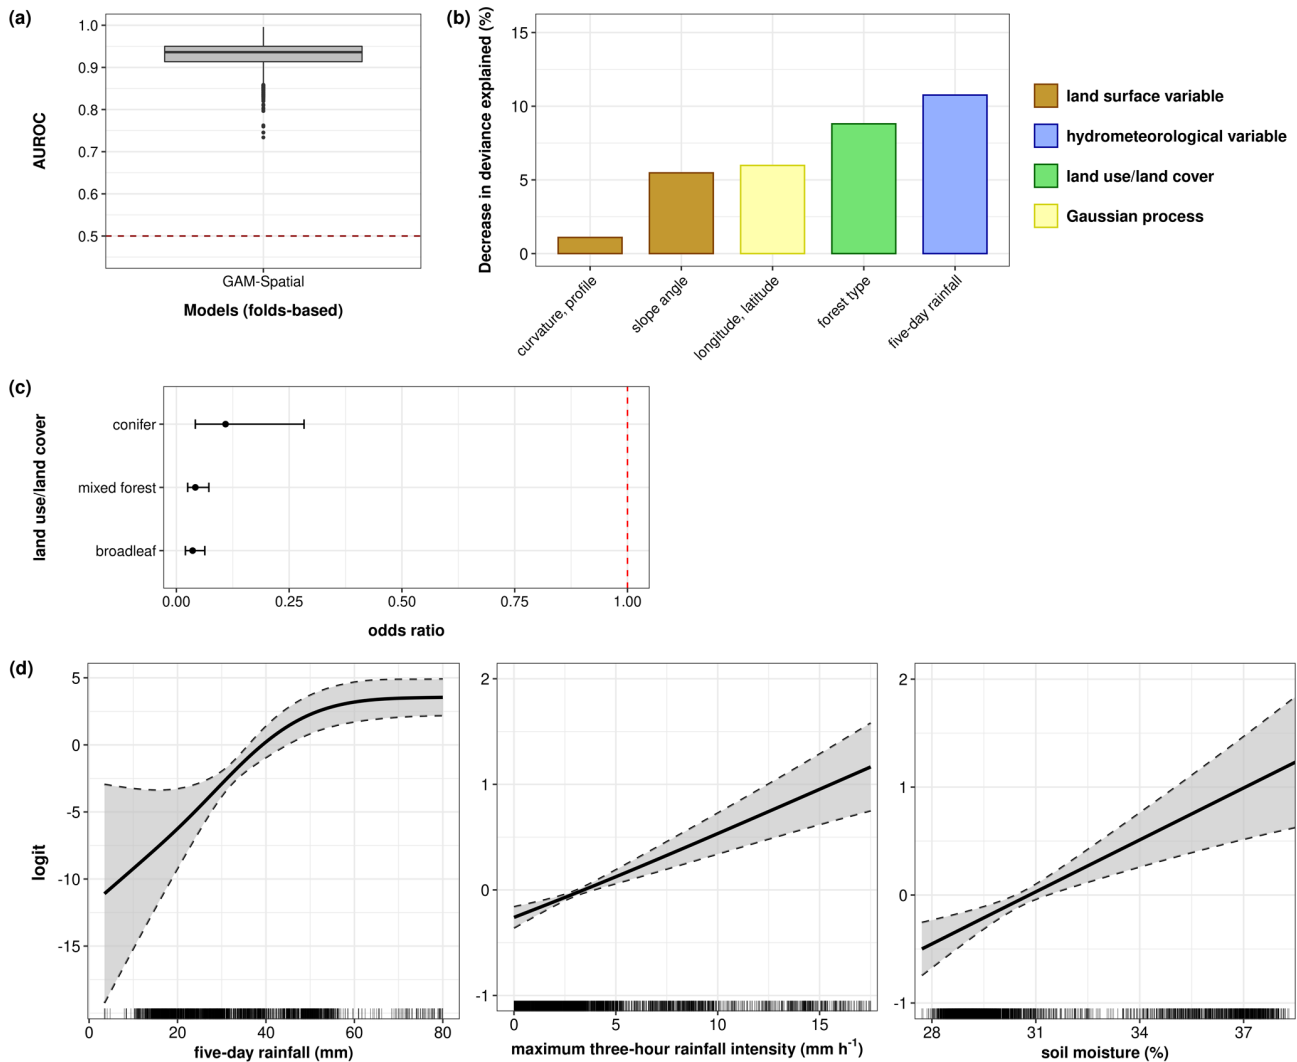 (a)
1.0
0.9
0.8
0.7
0.6
0.5
AUROC
GAM-Spatial
Models (folds-based)
(b)
Decrease in deviance explained (%)
15
10
5
0
curvature, profile
slope angle
longitude, latitude
forest type
five-day rainfall
land surface variable
hydrometeorological variable
land use/land cover
Gaussian process
(c)
land use/land cover
conifer
mixed forest
broadleaf
0.00 0.25 0.50 0.75 1.00
odds ratio
(d)
logit
5
0
-5
-10
-15
0 20 40 60 80
five-day rainfall (mm)
2
1
0
-1
0 5 10 15
maximum three-hour rainfall intensity (mm h⁻¹)
2
1
0
-1
28 31 34 37
soil moisture (%)